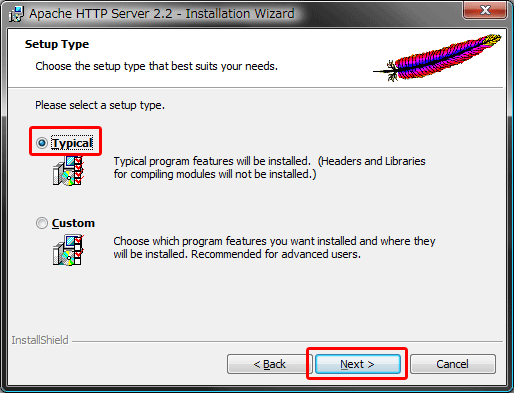 Apache HTTP Server 2.2 - Installation Wizard
Setup Type
Choose the setup type that best suits your needs.
Please select a setup type.
Typical
Typical program features will be installed. (Headers and Libraries
for compiling modules will not be installed.)
Custom
Choose which program features you want installed and where they
will be installed. Recommended for advanced users.
InstallShield
< Back
Next >
Cancel